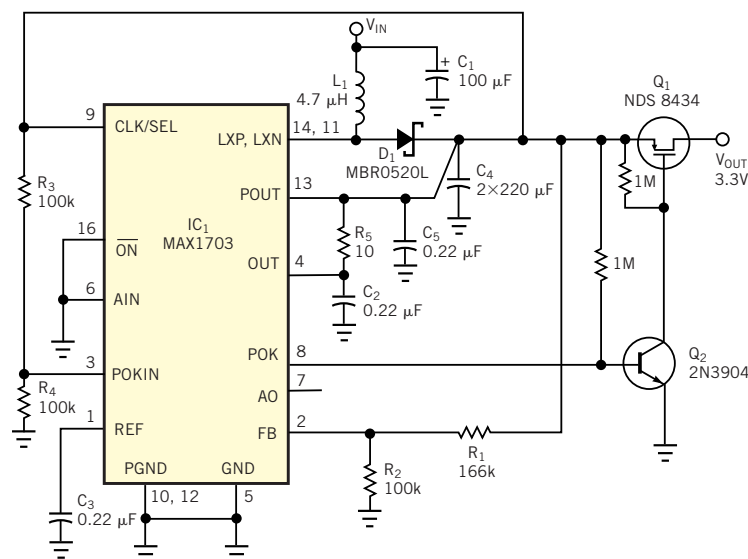 V_IN
L₁
4.7 µH
+ C₁
100 µF
Q₁
NDS 8434
9
CLK/SEL
LXP, LXN
14, 11
D₁
MBR0520L
V_OUT
3.3V
1M
C₄
2×220 µF
R₃
100k
POUT
13
IC₁
MAX1703
R₅
10
C₅
0.22 µF
16
ON
1M
OUT
4
6
AIN
C₂
0.22 µF
POK
8
3
POKIN
Q₂
2N3904
R₄
100k
AO
7
1
REF
FB
2
R₁
166k
PGND
GND
R₂
100k
10, 12
5
C₃
0.22 µF